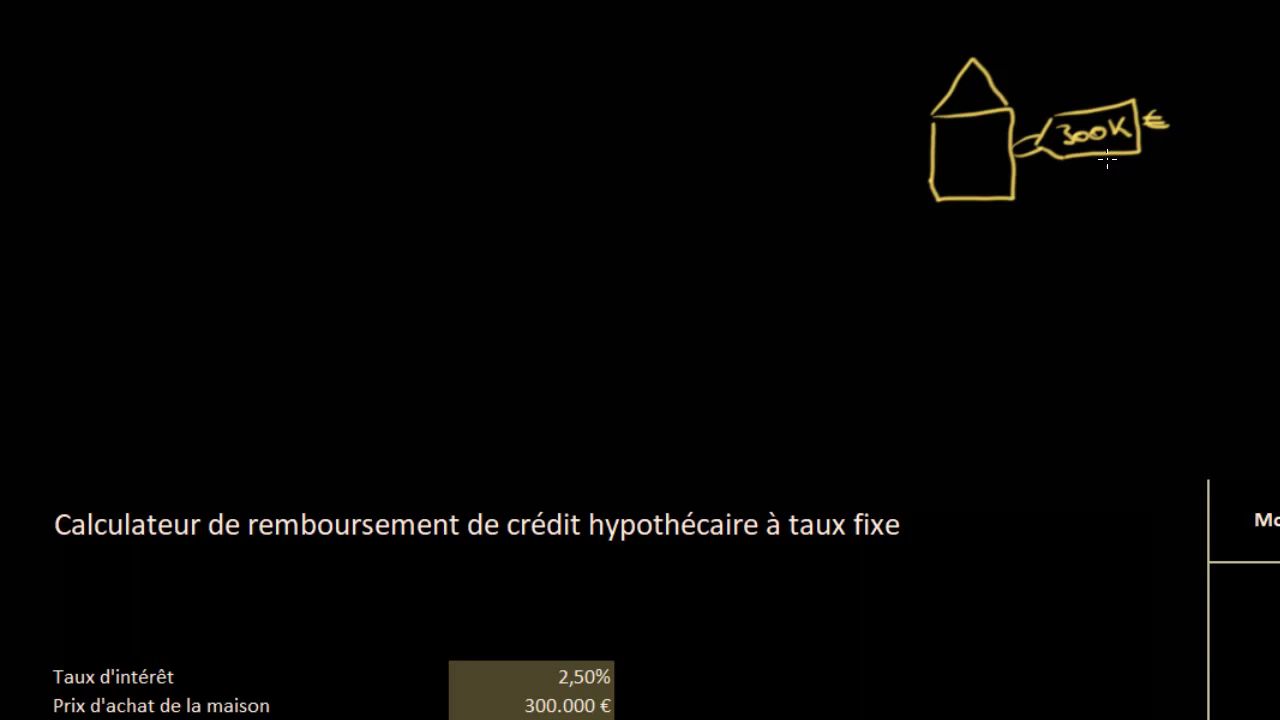 300K €
Calculateur de remboursement de crédit hypothécaire à taux fixe
Taux d'intérêt 2,50%
Prix d'achat de la maison 300.000 €